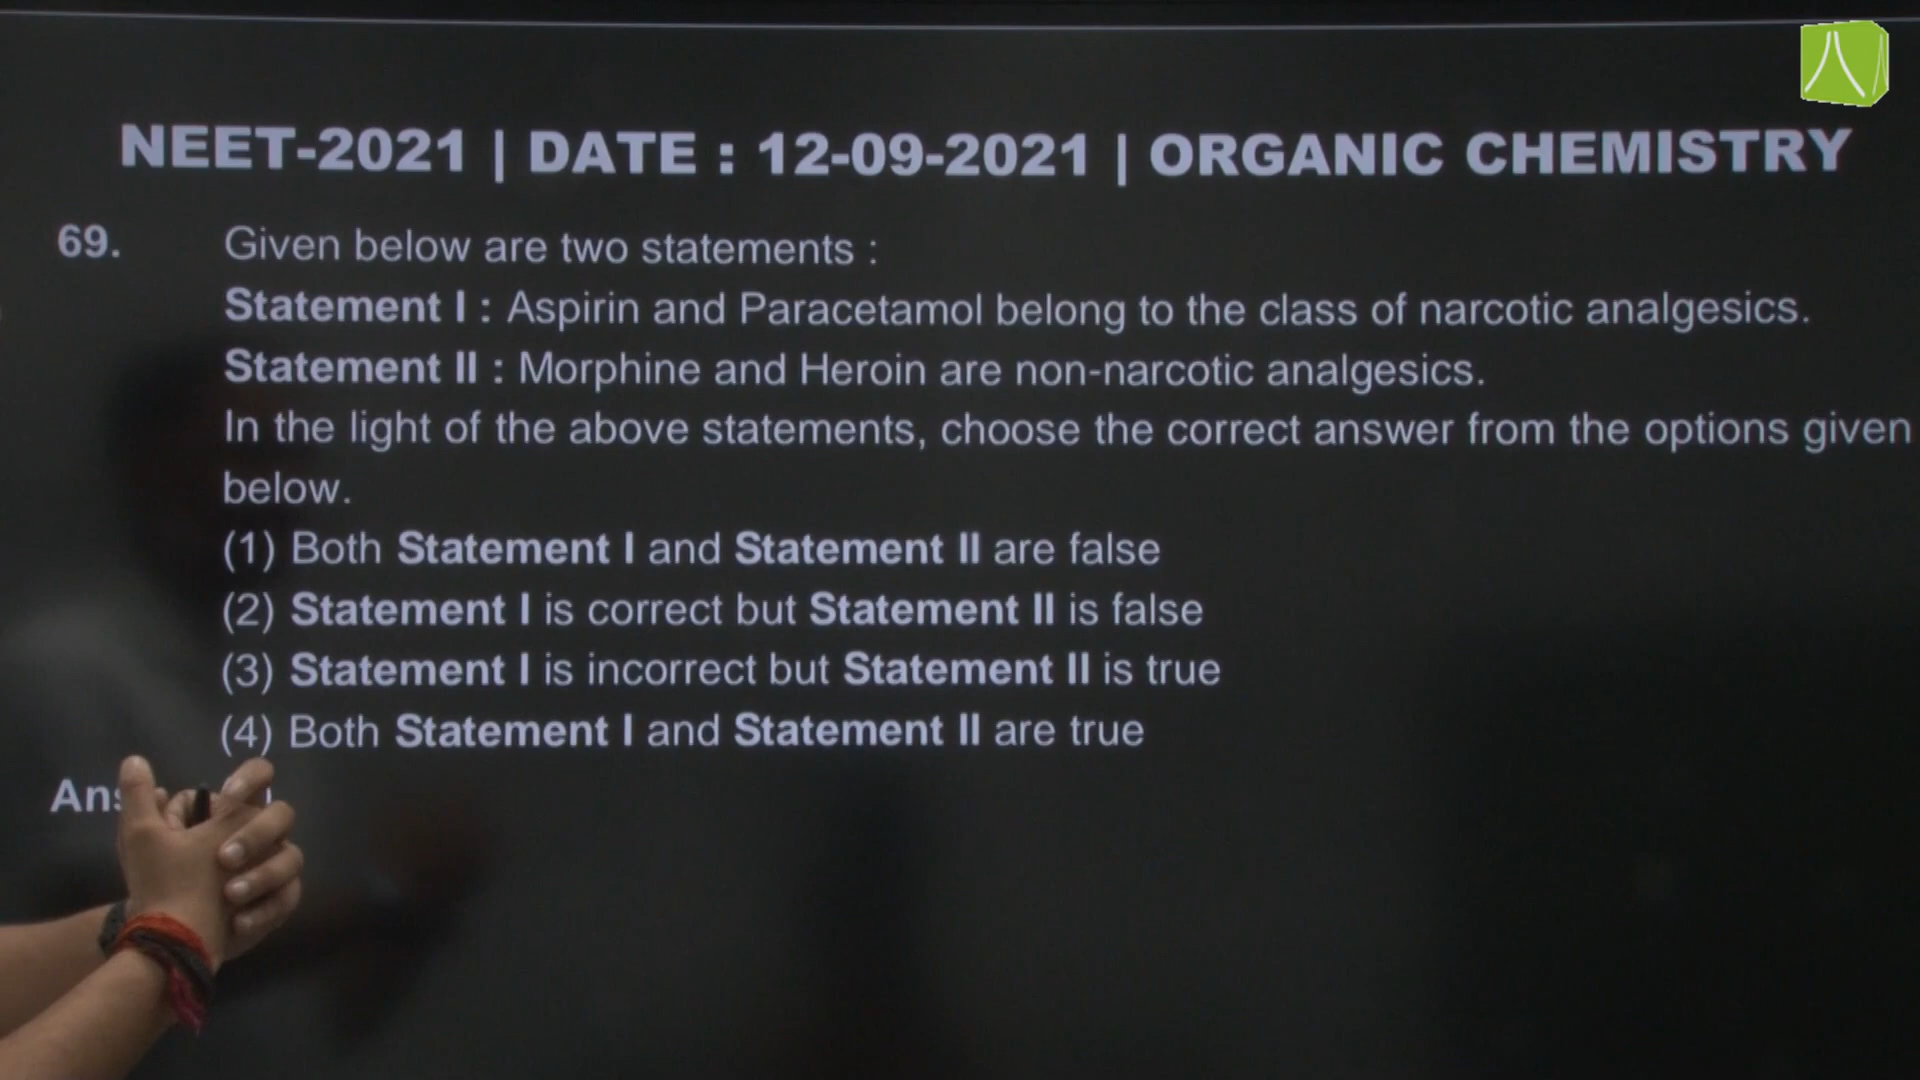 NEET-2021 | DATE : 12-09-2021 | ORGANIC CHEMISTRY
69. Given below are two statements :
Statement I : Aspirin and Paracetamol belong to the class of narcotic analgesics.
Statement II : Morphine and Heroin are non-narcotic analgesics.
In the light of the above statements, choose the correct answer from the options given
below.
(1) Both Statement I and Statement II are false
(2) Statement I is correct but Statement II is false
(3) Statement I is incorrect but Statement II is true
(4) Both Statement I and Statement II are true